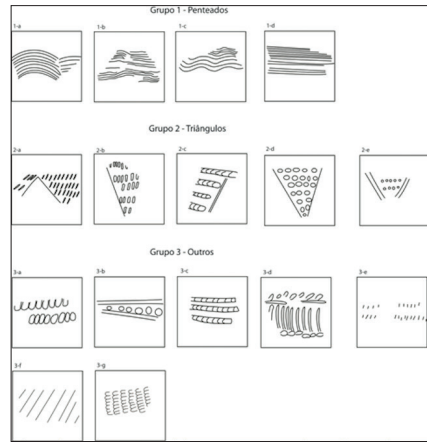 Grupo 1 - Penteados
1-a 1-b 1-c 1-d
Grupo 2 - Triângulos
2-a 2-b 2-c 2-d 2-e
Grupo 3 - Outros
3-a 3-b 3-c 3-d 3-e
3-f 3-g